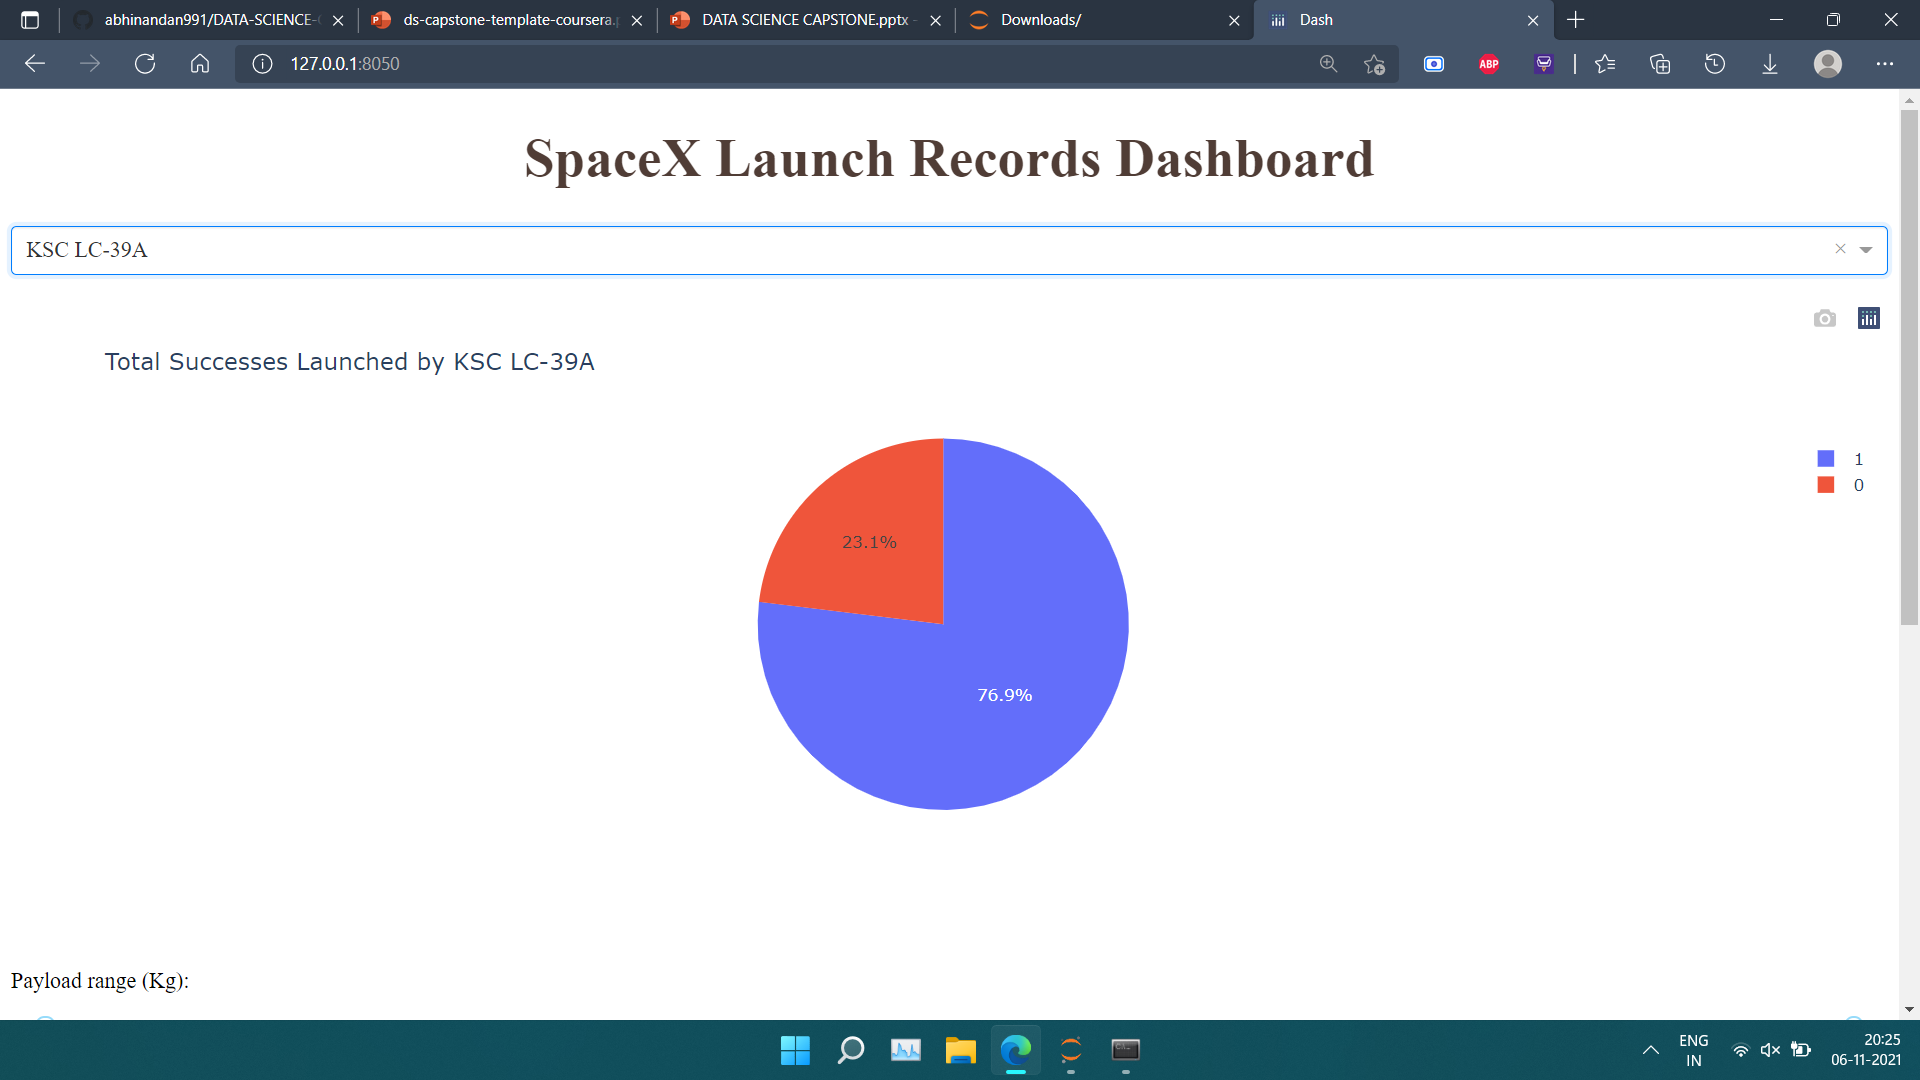 abhinandan991/DATA-SCIENCE-
ds-capstone-template-coursera.p
DATA SCIENCE CAPSTONE.pptx -
Downloads/
Dash
127.0.0.1:8050
ABP
SpaceX Launch Records Dashboard
KSC LC-39A
Total Successes Launched by KSC LC-39A
1
0
23.1%
76.9%
Payload range (Kg):
ENG
IN
20:25
06-11-2021